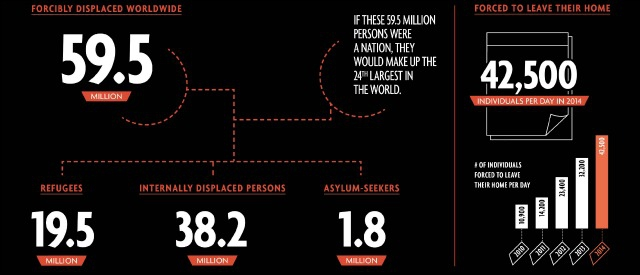 FORCIBLY DISPLACED WORLDWIDE
59.5
MILLION
IF THESE 59.5 MILLION
PERSONS WERE
A NATION, THEY
WOULD MAKE UP THE
24TH LARGEST IN
THE WORLD.
REFUGEES
19.5
MILLION
INTERNALLY DISPLACED PERSONS
38.2
MILLION
ASYLUM-SEEKERS
1.8
MILLION
FORCED TO LEAVE THEIR HOME
42,500
INDIVIDUALS PER DAY IN 2014
# OF INDIVIDUALS
FORCED TO LEAVE
THEIR HOME PER DAY
10,900
14,200
23,400
32,200
42,500
2010
2011
2012
2013
2014